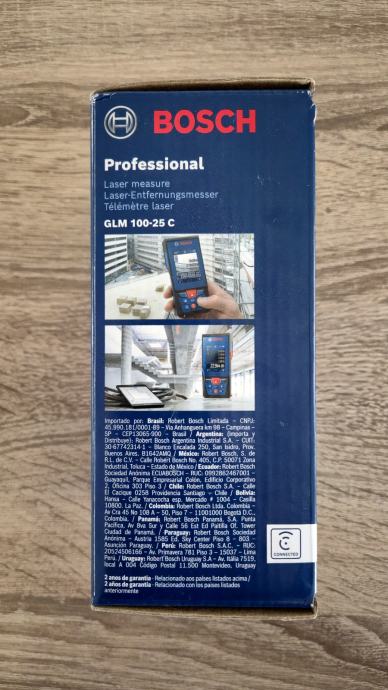 BOSCH
Professional
Laser measure
Laser-Entfernungsmesser
Télémètre laser
GLM 100-25 C
BOSCH
Importado por: Brasil: Robert Bosch Limitada – CNPJ:
45.990.181/0001-89 – Via Anhanguera km 98 – Campinas –
SP – CEP13065-900 – Brasil / Argentina: (Importa y
Distribuye): Robert Bosch Argentina Industrial S.A. – CUIT:
30-67742314-1 – Blanco Encalada 250, San Isidro, Prov.
Buenos Aires. B1642AMQ / México: Robert Bosch, S. de
R.L. de C.V. – Calle Robert Bosch No. 405, C.P. 50071 Zona
Industrial, Toluca – Estado de México / Ecuador: Robert Bosch
Sociedad Anónima ECUABOSCH – RUC: 0992862467001 –
Guayaquil, Parque Empresarial Colón, Edificio Corporativo
2, Oficina 303 Piso 3 / Chile: Robert Bosch S.A. – Calle
El Cacique 0258 Providencia Santiago – Chile / Bolivia:
Hansa – Calle Yanacocha esp. Mercado # 1004 – Casilla
10800. La Paz. / Colombia: Robert Bosch Ltda. Colombia –
Av Cra 45 No 108 A – 50, Piso 7 – 11001000 Bogotá D.C.,
Colombia, / Panamá: Robert Bosch Panamá, S.A. Punta
Pacifica, Av 8va Sur y Calle 56 Ext Ed Paitilla Of. Tower
Ciudad de Panamá, / Paraguay: Robert Bosch Sociedad
Anónima – Austria 1585 Ed. Sky Center Piso 8 – 803 –
Asunción Paraguay. / Perú: Robert Bosch S.A.C. – RUC:
20524506166 – Av. Primavera 781 Piso 3 – 15037 – Lima
Perú / Uruguay: Robert Bosch Uruguay S.A – Av. Italia 7519,
local A 004 Código Postal 11.500 Montevideo, Uruguay
2 años de garantía - Relacionado a los países listados acima /
2 años de garantia - Relacionado con los países listados
anteriormente
CONNECTED